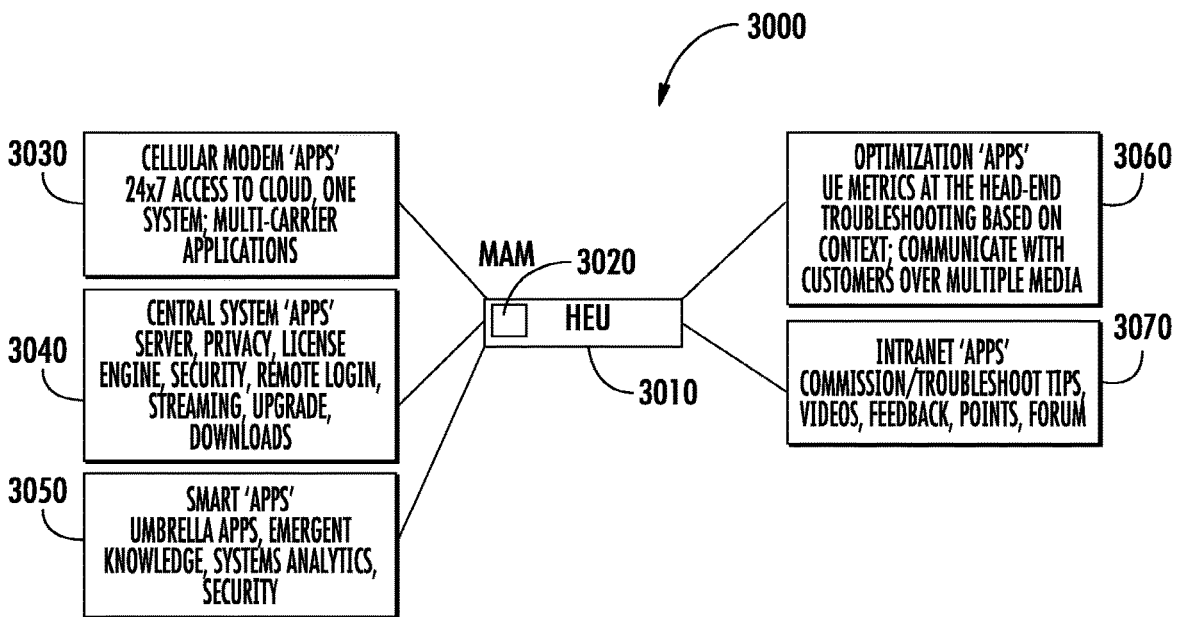 3000
3030
CELLULAR MODEM 'APPS'
24x7 ACCESS TO CLOUD, ONE
SYSTEM; MULTI-CARRIER
APPLICATIONS
3040
CENTRAL SYSTEM 'APPS'
SERVER, PRIVACY, LICENSE
ENGINE, SECURITY, REMOTE LOGIN,
STREAMING, UPGRADE,
DOWNLOADS
3050
SMART 'APPS'
UMBRELLA APPS, EMERGENT
KNOWLEDGE, SYSTEMS ANALYTICS,
SECURITY
MAM
3020
HEU
3010
OPTIMIZATION 'APPS'
UE METRICS AT THE HEAD-END
TROUBLESHOOTING BASED ON
CONTEXT; COMMUNICATE WITH
CUSTOMERS OVER MULTIPLE MEDIA
3060
INTRANET 'APPS'
COMMISSION/TROUBLESHOOT TIPS,
VIDEOS, FEEDBACK, POINTS, FORUM
3070